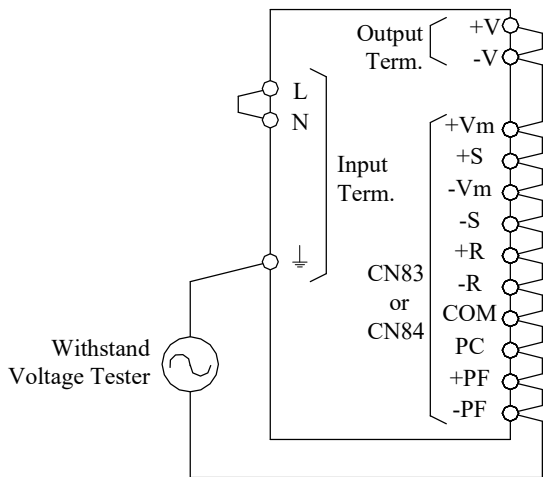 Output
Term.
+V
-V
L
N
Input
Term.
+Vm
+S
-Vm
-S
+R
-R
COM
PC
+PF
-PF
CN83
or
CN84
Withstand
Voltage Tester